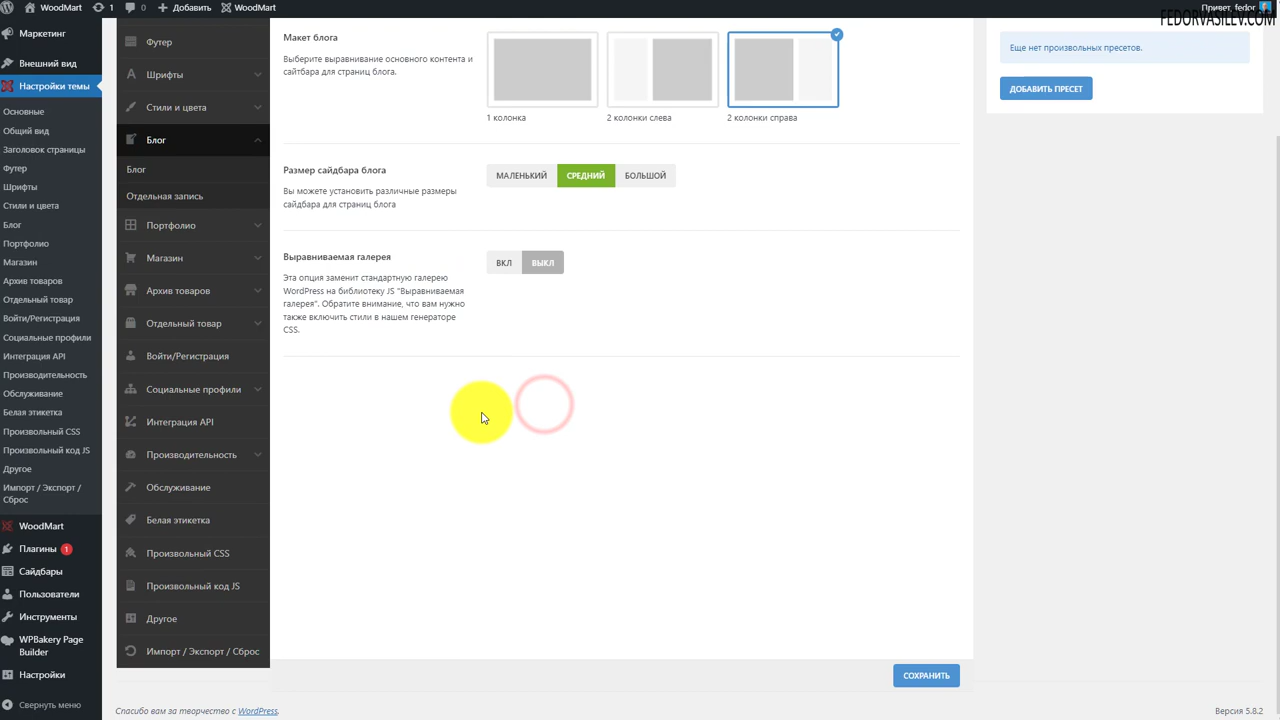 WoodMart
1
0
Добавить
WoodMart
Привет, fedor
FEDORVASILEV.COM
Маркетинг
Внешний вид
Настройки темы
Основные
Общий вид
Заголовок страницы
Футер
Шрифты
Стили и цвета
Блог
Портфолио
Магазин
Архив товаров
Отдельный товар
Войти/Регистрация
Социальные профили
Интеграция API
Производительность
Обслуживание
Белая этикетка
Произвольный CSS
Произвольный код JS
Другое
Импорт / Экспорт /
Сброс
WoodMart
Плагины 1
Сайдбары
Пользователи
Инструменты
WPBakery Page
Builder
Настройки
Свернуть меню
Футер
Шрифты
Стили и цвета
Блог
Блог
Отдельная запись
Портфолио
Магазин
Архив товаров
Отдельный товар
Войти/Регистрация
Социальные профили
Интеграция API
Производительность
Обслуживание
Белая этикетка
Произвольный CSS
Произвольный код JS
Другое
Импорт / Экспорт / Сброс
Макет блога
Выберите выравнивание основного контента и
сайтбара для страниц блога.
1 колонка
2 колонки слева
2 колонки справа
Размер сайдбара блога
Вы можете установить различные размеры
сайдбара для страниц блога
МАЛЕНЬКИЙ
СРЕДНИЙ
БОЛЬШОЙ
Выравниваемая галерея
Эта опция заменит стандартную галерею
WordPress на библиотеку JS "Выравниваемая
галерея". Обратите внимание, что вам нужно
также включить стили в нашем генераторе
CSS.
ВКЛ
ВЫКЛ
СОХРАНИТЬ
Еще нет произвольных пресетов.
ДОБАВИТЬ ПРЕСЕТ
Спасибо вам за творчество с WordPress.
Версия 5.8.2